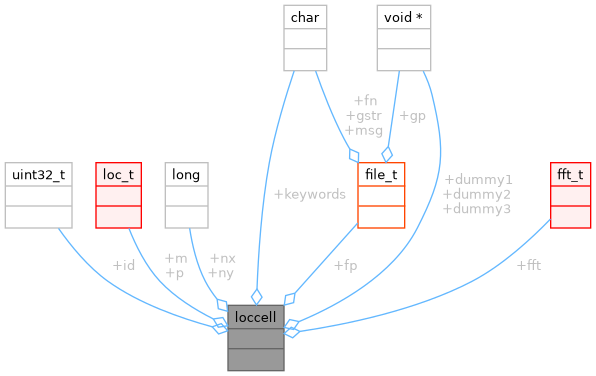 char
void *
+fn
+gstr
+msg
+gp
uint32_t
loc_t
long
file_t
fft_t
+keywords
+dummy1
+dummy2
+dummy3
+id
+m
+p
+nx
+ny
+fp
+fft
loccell